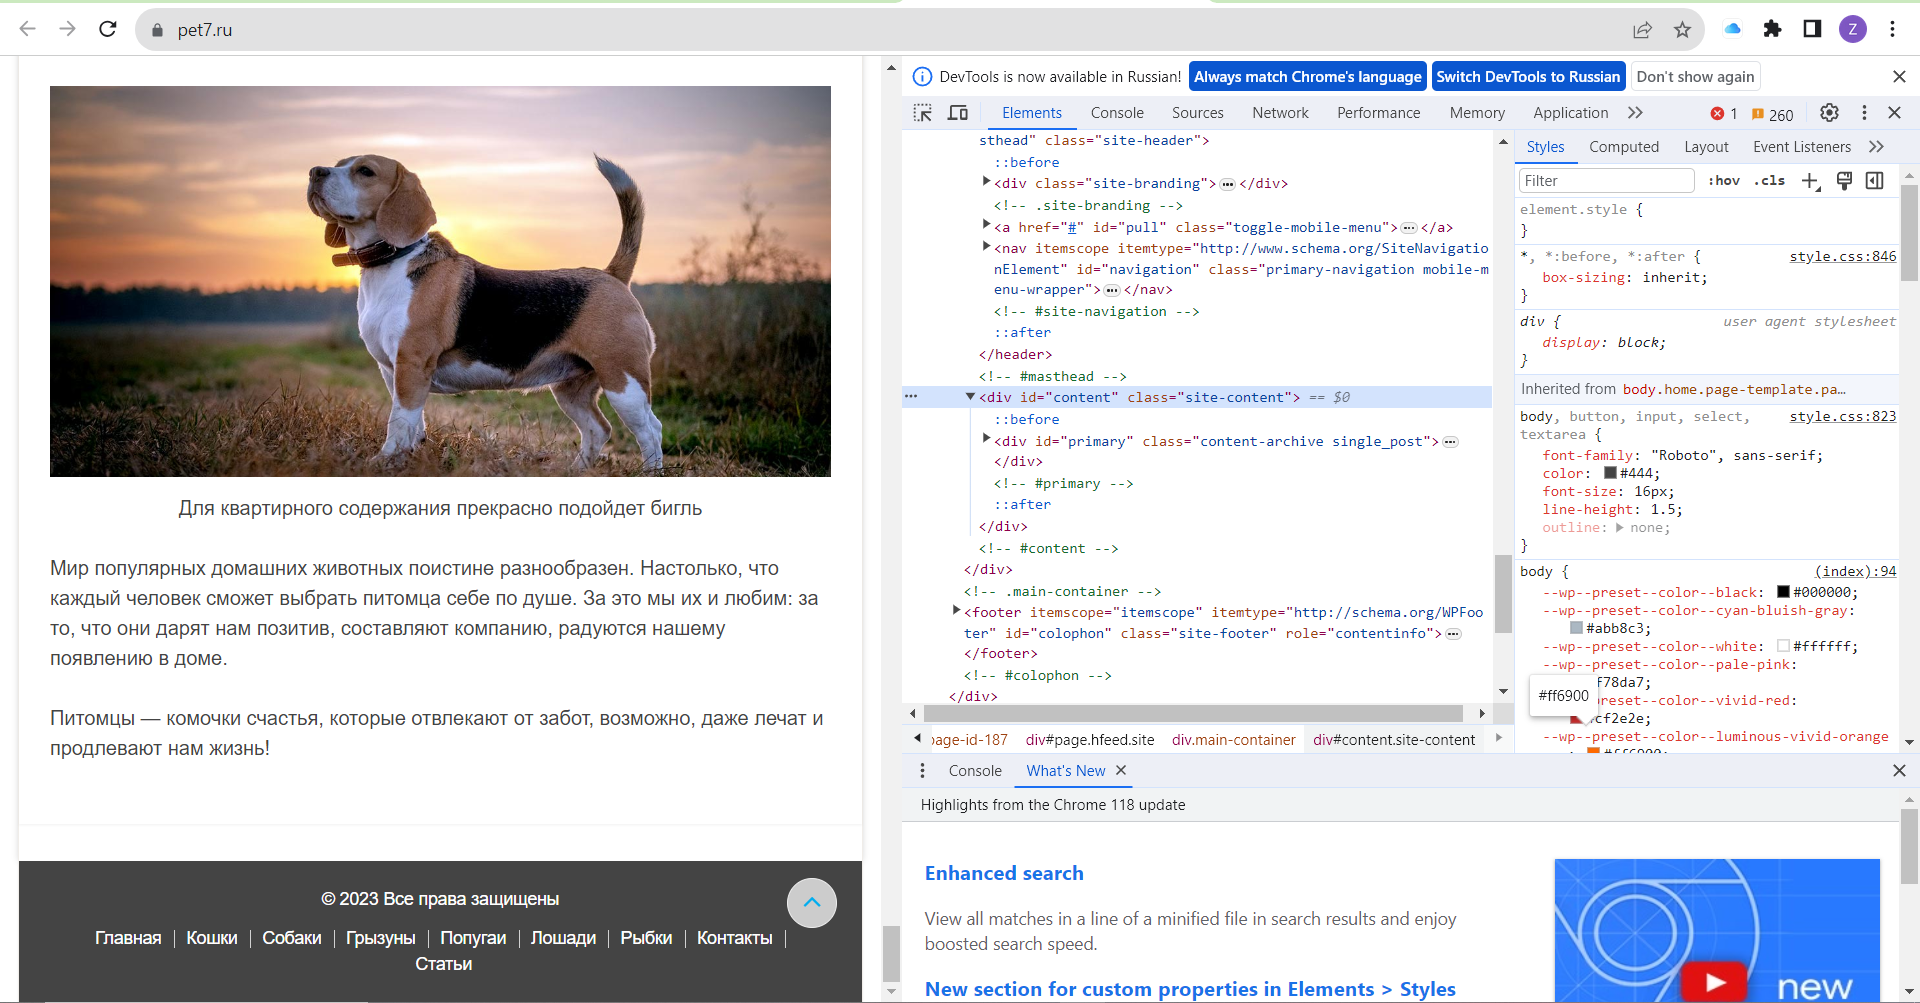 pet7.ru
Z
Для квартирного содержания прекрасно подойдет бигль
Мир популярных домашних животных поистине разнообразен. Настолько, что
каждый человек сможет выбрать питомца себе по душе. За это мы их и любим: за
то, что они дарят нам позитив, составляют компанию, радуются нашему
появлению в доме.
Питомцы — комочки счастья, которые отвлекают от забот, возможно, даже лечат и
продлевают нам жизнь!
© 2023 Все права защищены
Главная | Кошки | Собаки | Грызуны | Попугаи | Лошади | Рыбки | Контакты |
Статьи
DevTools is now available in Russian! Always match Chrome's language Switch DevTools to Russian Don't show again
Elements Console Sources Network Performance Memory Application 1 260
sthead" class="site-header">
::before
<div class="site-branding"> ⋯ </div>
<!-- .site-branding -->
<a href="#" id="pull" class="toggle-mobile-menu"> ⋯ </a>
<nav itemscope itemtype="http://www.schema.org/SiteNavigatio
nElement" id="navigation" class="primary-navigation mobile-m
enu-wrapper"> ⋯ </nav>
<!-- #site-navigation -->
::after
</header>
<!-- #masthead -->
<div id="content" class="site-content"> == $0
::before
<div id="primary" class="content-archive single_post"> ⋯
</div>
<!-- #primary -->
::after
</div>
<!-- #content -->
</div>
<!-- .main-container -->
<footer itemscope="itemscope" itemtype="http://schema.org/WPFoo
ter" id="colophon" class="site-footer" role="contentinfo"> ⋯
</footer>
<!-- #colophon -->
</div>
page-id-187 div#page.hfeed.site div.main-container div#content.site-content
Styles Computed Layout Event Listeners
Filter :hov .cls
element.style {
}
*, *:before, *:after { style.css:846
box-sizing: inherit;
}
div { user agent stylesheet
display: block;
}
Inherited from body.home.page-template.pa…
body, button, input, select, style.css:823
textarea {
font-family: "Roboto", sans-serif;
color: #444;
font-size: 16px;
line-height: 1.5;
outline: none;
}
body { (index):94
--wp--preset--color--black: #000000;
--wp--preset--color--cyan-bluish-gray:
#abb8c3;
--wp--preset--color--white: #ffffff;
--wp--preset--color--pale-pink:
f78da7;
#ff6900
-preset--color--vivid-red:
cf2e2e;
--wp--preset--color--luminous-vivid-orange
: #ff6900;
Console What's New
Highlights from the Chrome 118 update
Enhanced search
View all matches in a line of a minified file in search results and enjoy
boosted search speed.
New section for custom properties in Elements > Styles
new